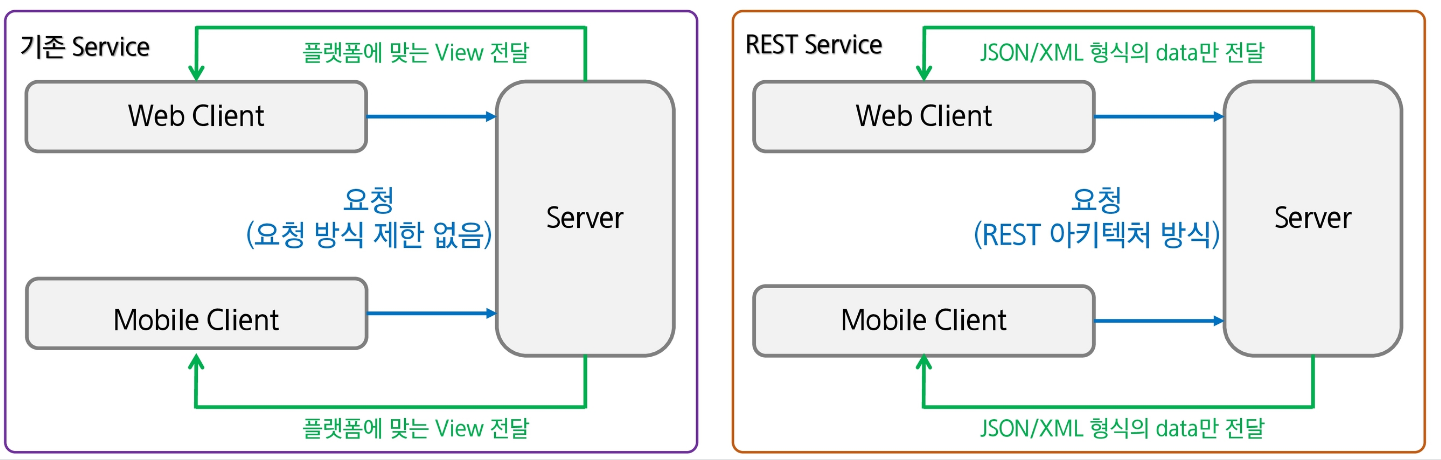 기존 Service
플랫폼에 맞는 View 전달
Web Client
요청
(요청 방식 제한 없음)
Server
Mobile Client
플랫폼에 맞는 View 전달
REST Service
JSON/XML 형식의 data만 전달
Web Client
요청
(REST 아키텍처 방식)
Server
Mobile Client
JSON/XML 형식의 data만 전달